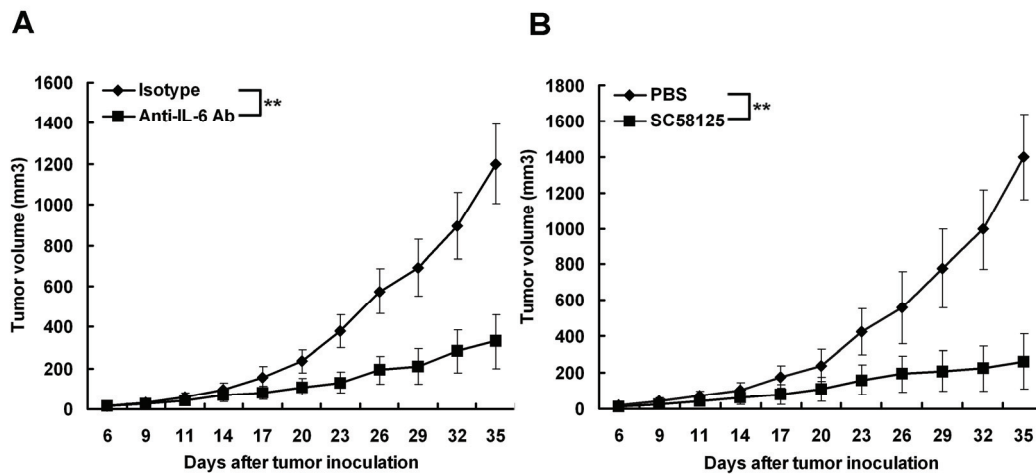 A
Isotype
Anti-IL-6 Ab
**
Tumor volume (mm3)
1600
1400
1200
1000
800
600
400
200
0
6 9 11 14 17 20 23 26 29 32 35
Days after tumor inoculation
B
PBS
SC58125
**
Tumor volume (mm3)
1800
1600
1400
1200
1000
800
600
400
200
0
6 9 11 14 17 20 23 26 29 32 35
Days after tumor inoculation